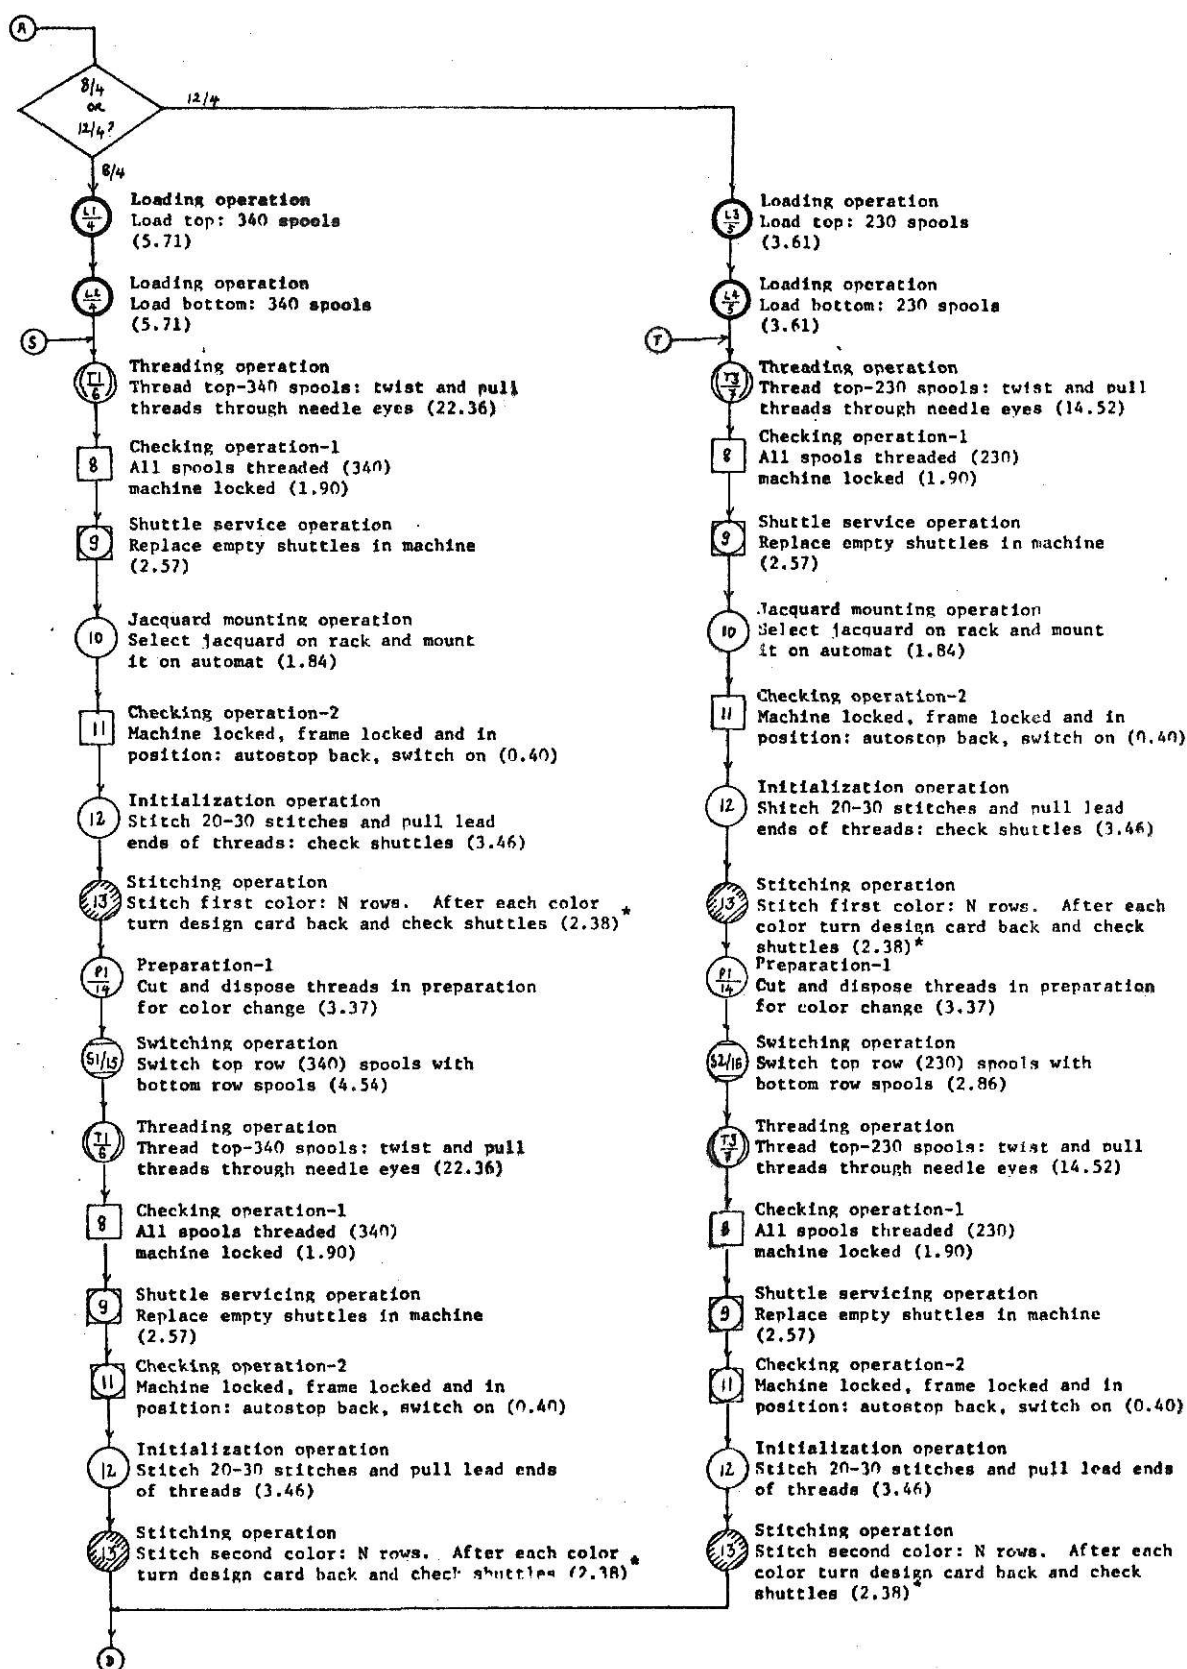 A
8/4
OR
12/4?
12/4
8/4
L1/4
Loading operation
Load top: 340 spools
(5.71)
L2/4
Loading operation
Load bottom: 340 spools
(5.71)
S
T1/6
Threading operation
Thread top-340 spools: twist and pull
threads through needle eyes (22.36)
8
Checking operation-1
All spools threaded (340)
machine locked (1.90)
9
Shuttle service operation
Replace empty shuttles in machine
(2.57)
10
Jacquard mounting operation
Select jacquard on rack and mount
it on automat (1.84)
11
Checking operation-2
Machine locked, frame locked and in
position: autostop back, switch on (0.40)
12
Initialization operation
Stitch 20-30 stitches and pull lead
ends of threads: check shuttles (3.46)
13
Stitching operation
Stitch first color: N rows. After each color
turn design card back and check shuttles (2.38)*
P1/14
Preparation-1
Cut and dispose threads in preparation
for color change (3.37)
S1/15
Switching operation
Switch top row (340) spools with
bottom row spools (4.54)
T1/6
Threading operation
Thread top-340 spools: twist and pull
threads through needle eyes (22.36)
8
Checking operation-1
All spools threaded (340)
machine locked (1.90)
9
Shuttle servicing operation
Replace empty shuttles in machine
(2.57)
11
Checking operation-2
Machine locked, frame locked and in
position: autostop back, switch on (0.40)
12
Initialization operation
Stitch 20-30 stitches and pull lead ends
of threads (3.46)
13
Stitching operation
Stitch second color: N rows. After each color
turn design card back and check shuttles (2.38)*
L3/5
Loading operation
Load top: 230 spools
(3.61)
L4/5
Loading operation
Load bottom: 230 spools
(3.61)
T
T3/7
Threading operation
Thread top-230 spools: twist and pull
threads through needle eyes (14.52)
8
Checking operation-1
All spools threaded (230)
machine locked (1.90)
9
Shuttle service operation
Replace empty shuttles in machine
(2.57)
10
Jacquard mounting operation
Select jacquard on rack and mount
it on automat (1.84)
11
Checking operation-2
Machine locked, frame locked and in
position: autostop back, switch on (0.40)
12
Initialization operation
Shitch 20-30 stitches and pull lead
ends of threads: check shuttles (3.46)
13
Stitching operation
Stitch first color: N rows. After each
color turn design card back and check
shuttles (2.38)*
P1/14
Preparation-1
Cut and dispose threads in preparation
for color change (3.37)
S2/16
Switching operation
Switch top row (230) spools with
bottom row spools (2.86)
T3/7
Threading operation
Thread top-230 spools: twist and pull
threads through needle eyes (14.52)
8
Checking operation-1
All spools threaded (230)
machine locked (1.90)
9
Shuttle servicing operation
Replace empty shuttles in machine
(2.57)
11
Checking operation-2
Machine locked, frame locked and in
position: autostop back, switch on (0.40)
12
Initialization operation
Stitch 20-30 stitches and pull lead ends
of threads (3.46)
13
Stitching operation
Stitch second color: N rows. After each
color turn design card back and check
shuttles (2.38)*
D